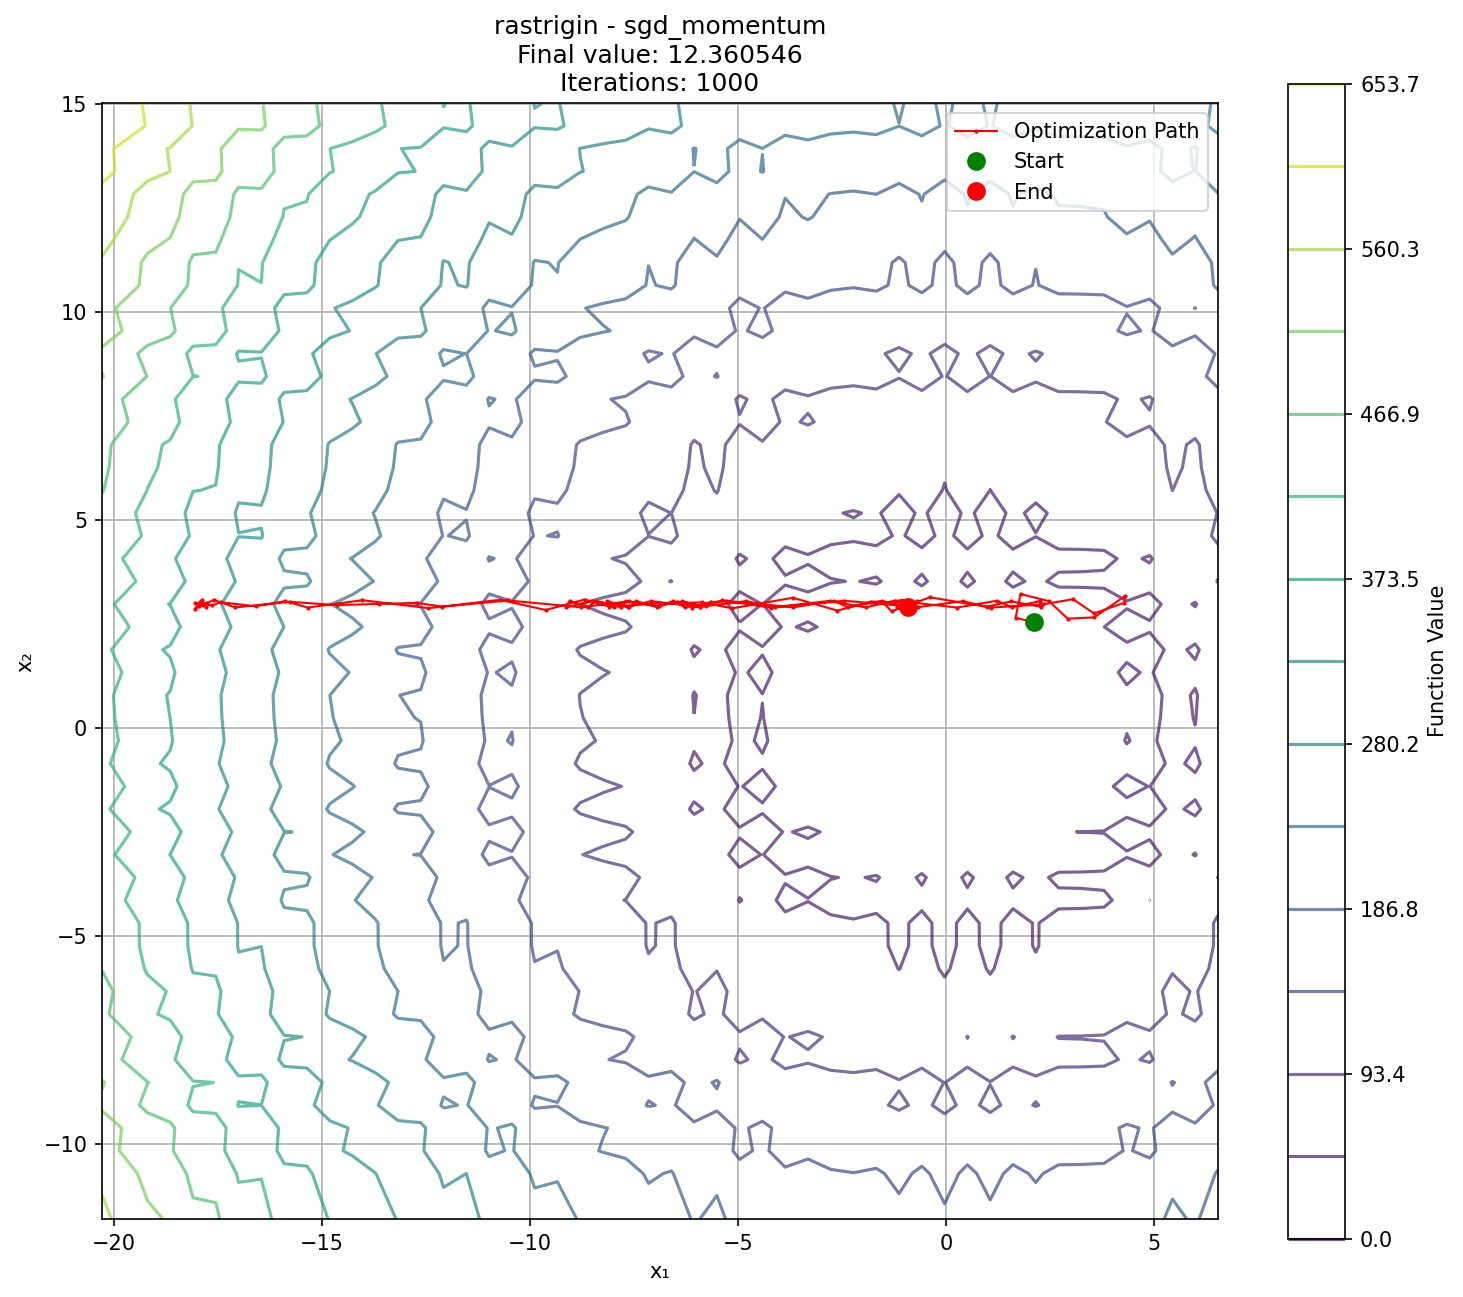 rastrigin - sgd_momentum
Final value: 12.360546
Iterations: 1000
Optimization Path
Start
End
15
10
5
0
−5
−10
x₂
−20
−15
−10
−5
0
5
x₁
653.7
560.3
466.9
373.5
280.2
186.8
93.4
0.0
Function Value